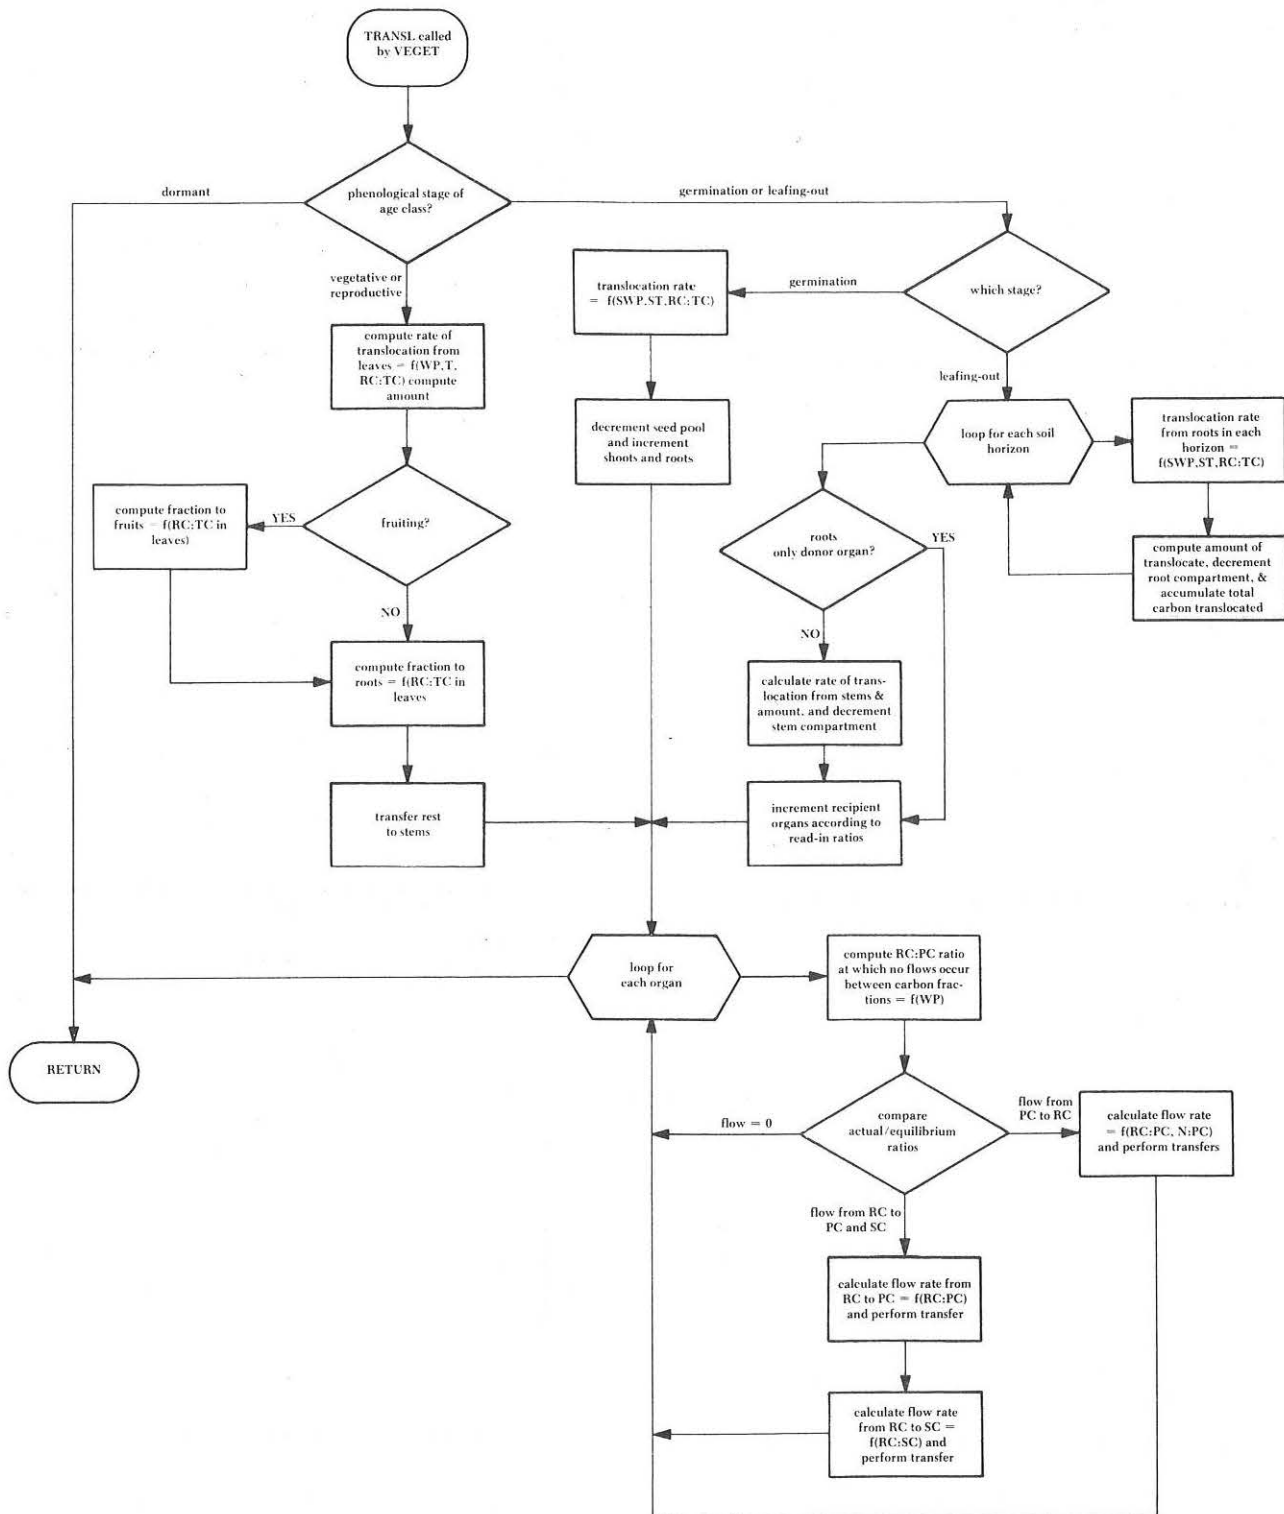 TRANSL called
by VEGET
phenological stage of
age class?
dormant
germination or leafing-out
vegetative or
reproductive
which stage?
germination
translocation rate
= f(SWP,ST,RC:TC)
compute rate of
translocation from
leaves = f(WP,T,
RC:TC) compute
amount
leafing-out
decrement seed pool
and increment
shoots and roots
loop for each soil
horizon
translocation rate
from roots in each
horizon =
f(SWP,ST,RC:TC)
compute fraction to
fruits = f(RC:TC in
leaves)
YES
fruiting?
NO
roots
only donor organ?
YES
NO
compute amount of
translocate, decrement
root compartment, &
accumulate total
carbon translocated
compute fraction to
roots = f(RC:TC in
leaves
calculate rate of trans-
location from stems &
amount, and decrement
stem compartment
transfer rest
to stems
increment recipient
organs according to
read-in ratios
loop for
each organ
compute RC:PC ratio
at which no flows occur
between carbon frac-
tions = f(WP)
RETURN
compare
actual/equilibrium
ratios
flow = 0
flow from
PC to RC
calculate flow rate
= f(RC:PC, N:PC)
and perform transfers
flow from RC to
PC and SC
calculate flow rate from
RC to PC = f(RC:PC)
and perform transfer
calculate flow rate
from RC to SC =
f(RC:SC) and
perform transfer